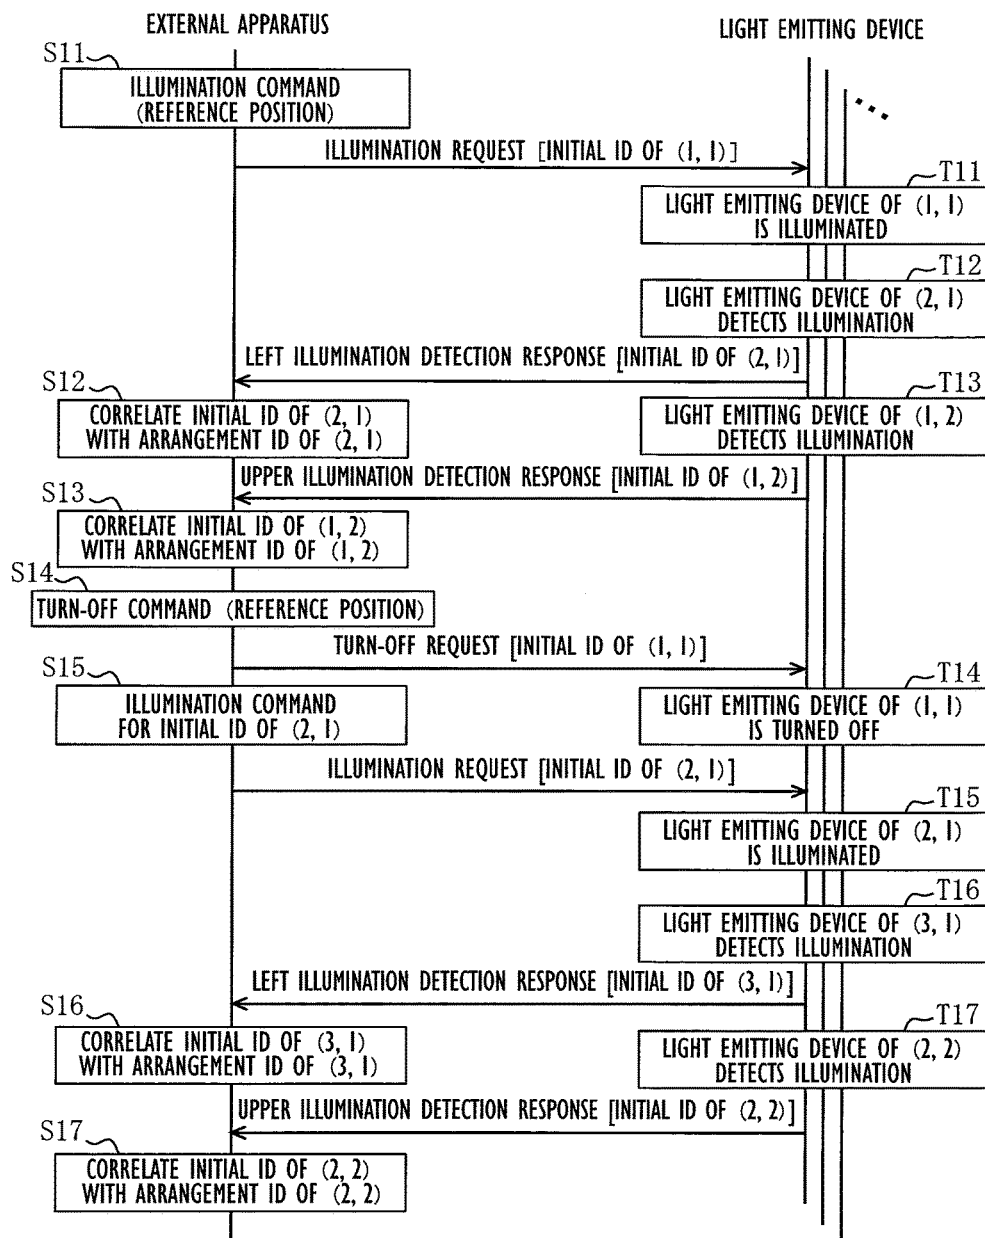 EXTERNAL APPARATUS
LIGHT EMITTING DEVICE
S11
ILLUMINATION COMMAND
(REFERENCE POSITION)
ILLUMINATION REQUEST [INITIAL ID OF (1, 1)]
T11
LIGHT EMITTING DEVICE OF (1, 1)
IS ILLUMINATED
T12
LIGHT EMITTING DEVICE OF (2, 1)
DETECTS ILLUMINATION
LEFT ILLUMINATION DETECTION RESPONSE [INITIAL ID OF (2, 1)]
S12
CORRELATE INITIAL ID OF (2, 1)
WITH ARRANGEMENT ID OF (2, 1)
T13
LIGHT EMITTING DEVICE OF (1, 2)
DETECTS ILLUMINATION
UPPER ILLUMINATION DETECTION RESPONSE [INITIAL ID OF (1, 2)]
S13
CORRELATE INITIAL ID OF (1, 2)
WITH ARRANGEMENT ID OF (1, 2)
S14
TURN-OFF COMMAND (REFERENCE POSITION)
TURN-OFF REQUEST [INITIAL ID OF (1, 1)]
S15
ILLUMINATION COMMAND
FOR INITIAL ID OF (2, 1)
T14
LIGHT EMITTING DEVICE OF (1, 1)
IS TURNED OFF
ILLUMINATION REQUEST [INITIAL ID OF (2, 1)]
T15
LIGHT EMITTING DEVICE OF (2, 1)
IS ILLUMINATED
T16
LIGHT EMITTING DEVICE OF (3, 1)
DETECTS ILLUMINATION
LEFT ILLUMINATION DETECTION RESPONSE [INITIAL ID OF (3, 1)]
S16
CORRELATE INITIAL ID OF (3, 1)
WITH ARRANGEMENT ID OF (3, 1)
T17
LIGHT EMITTING DEVICE OF (2, 2)
DETECTS ILLUMINATION
UPPER ILLUMINATION DETECTION RESPONSE [INITIAL ID OF (2, 2)]
S17
CORRELATE INITIAL ID OF (2, 2)
WITH ARRANGEMENT ID OF (2, 2)